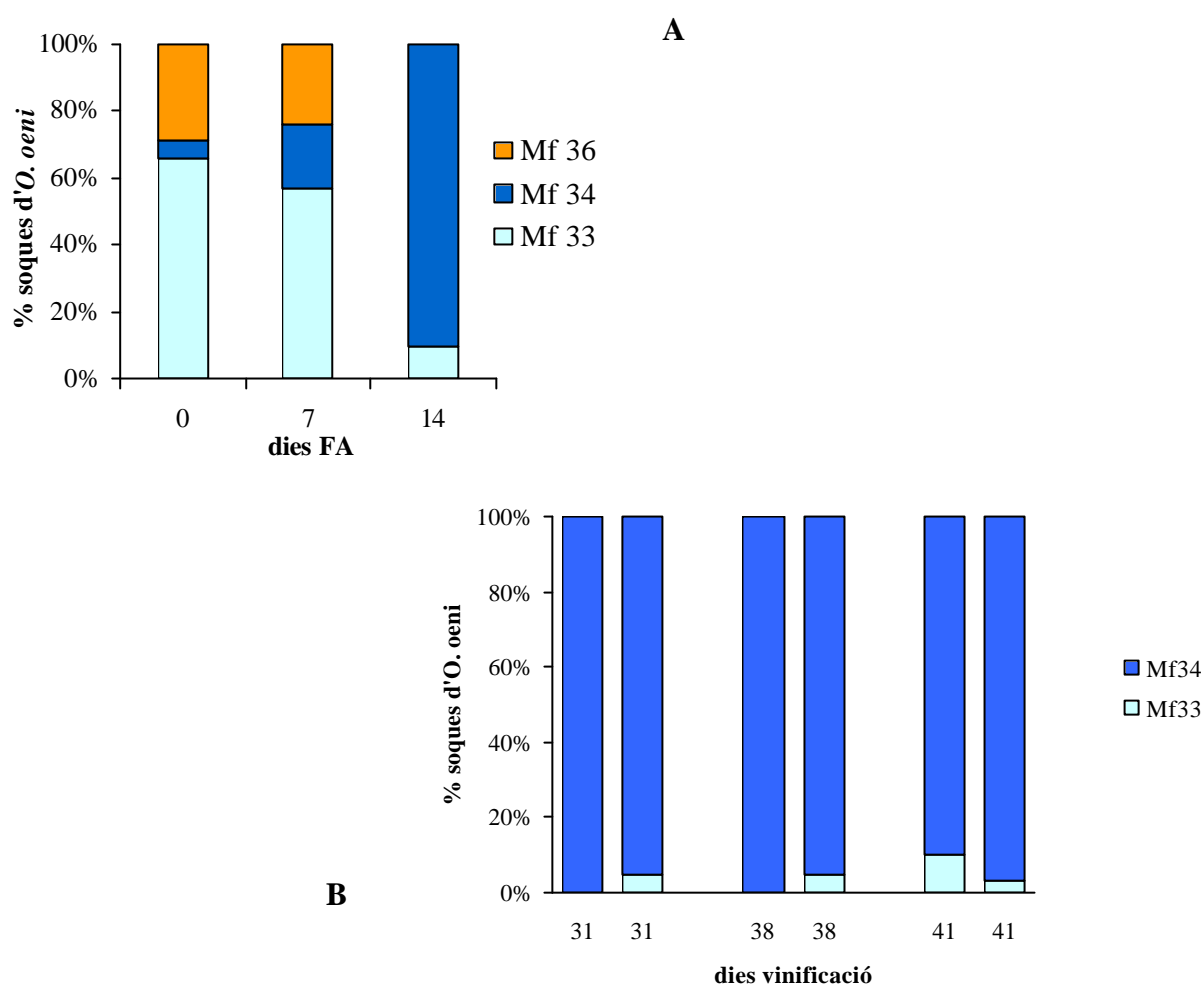 A
100%
80%
60%
40%
20%
0%
% soques d'O. oeni
0 7 14
dies FA
Mf 36
Mf 34
Mf 33
B
100%
80%
60%
40%
20%
0%
% soques d'O. oeni
31 31 38 38 41 41
dies vinificació
Mf34
Mf33